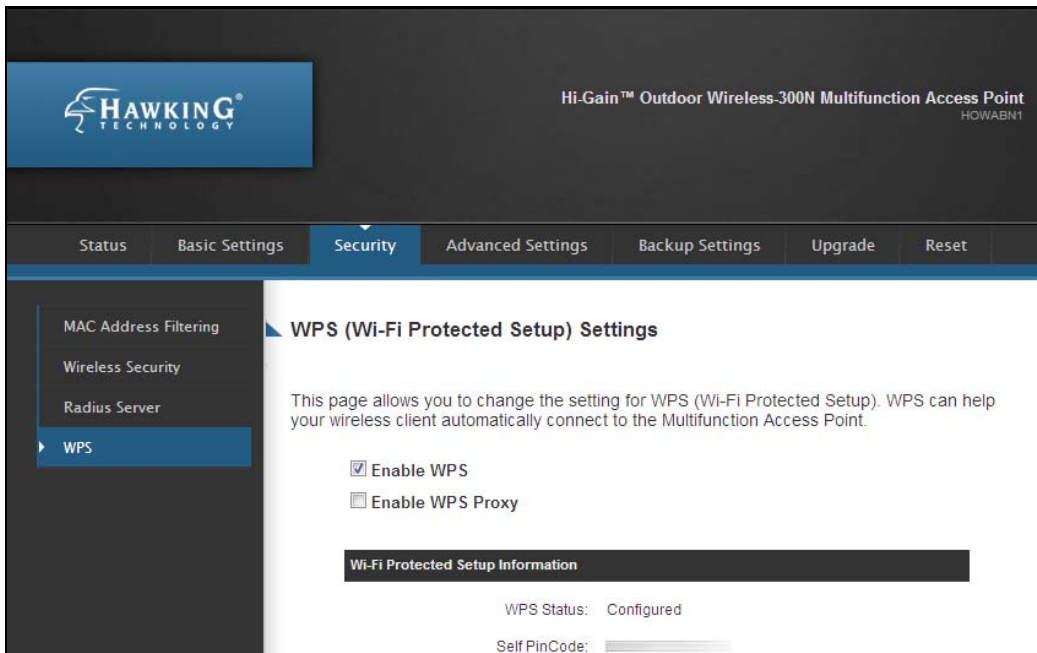 HAWKING®
TECHNOLOGY
Hi-Gain™ Outdoor Wireless-300N Multifunction Access Point
HOWABN1
Status Basic Settings Security Advanced Settings Backup Settings Upgrade Reset
MAC Address Filtering
Wireless Security
Radius Server
WPS
WPS (Wi-Fi Protected Setup) Settings
This page allows you to change the setting for WPS (Wi-Fi Protected Setup). WPS can help
your wireless client automatically connect to the Multifunction Access Point.
Enable WPS
Enable WPS Proxy
Wi-Fi Protected Setup Information
WPS Status: Configured
Self PinCode: